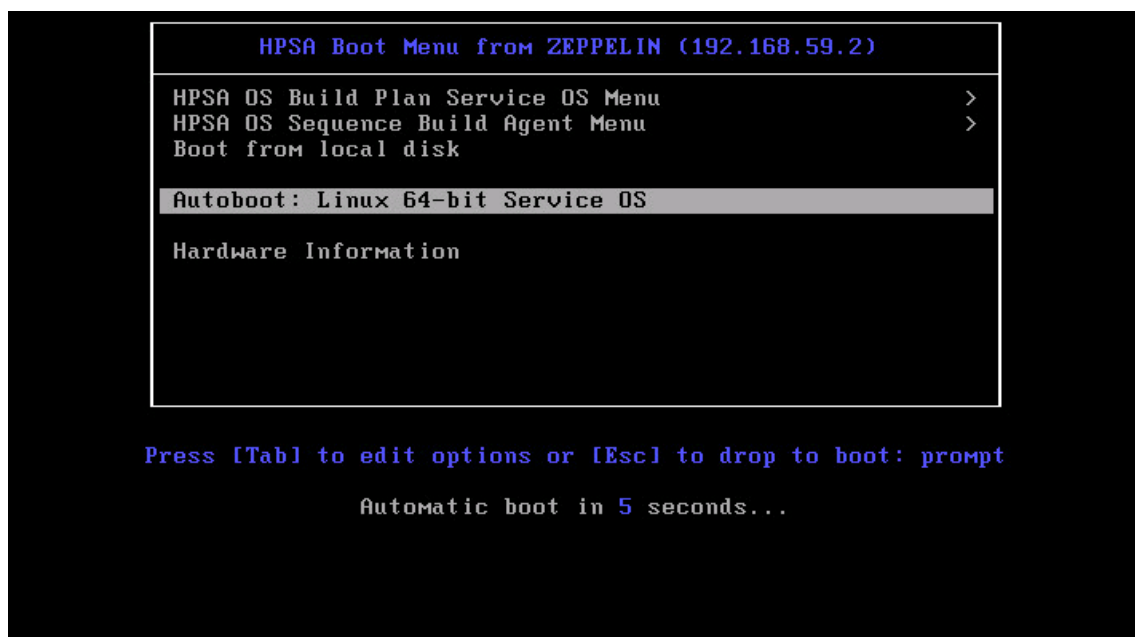 HPSA Boot Menu from ZEPPELIN (192.168.59.2)
HPSA OS Build Plan Service OS Menu >
HPSA OS Sequence Build Agent Menu >
Boot from local disk
Autoboot: Linux 64-bit Service OS
Hardware Information
Press [Tab] to edit options or [Esc] to drop to boot: prompt
Automatic boot in 5 seconds...